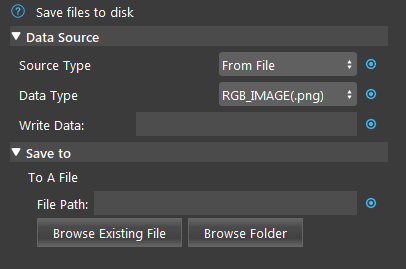 Save files to disk
Data Source
Source Type From File
Data Type RGB_IMAGE(.png)
Write Data:
Save to
To A File
File Path:
Browse Existing File Browse Folder